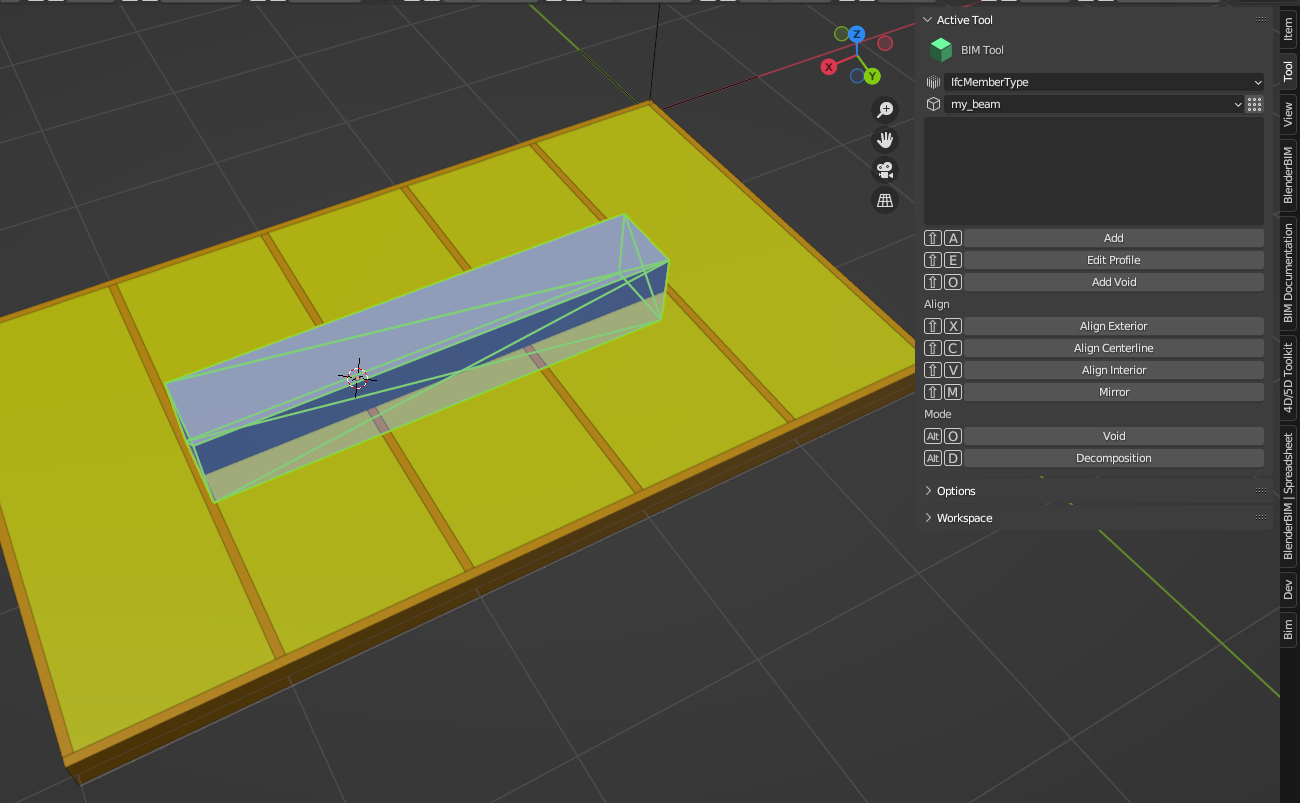 Active Tool
BIM Tool
IfcMemberType
my_beam
A Add
E Edit Profile
O Add Void
Align
X Align Exterior
C Align Centerline
V Align Interior
M Mirror
Mode
Alt O Void
Alt D Decomposition
Options
Workspace
Z
X
Y
Item
Tool
View
BlenderBIM
BIM Documentation
4D/5D Toolkit
BlenderBIM | Spreadsheet
Dev
Bim